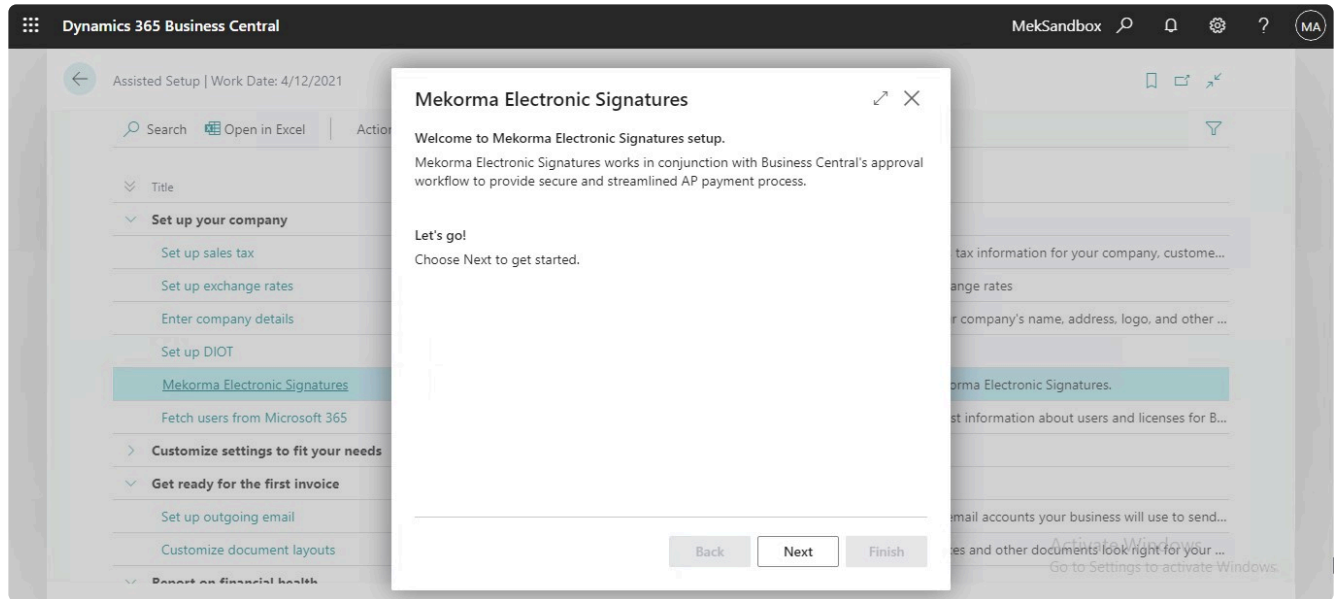 Dynamics 365 Business Central
MekSandbox
?
MA
Assisted Setup | Work Date: 4/12/2021
Search
Open in Excel
Title
Set up your company
Set up sales tax
tax information for your company, custome...
Set up exchange rates
ange rates
Enter company details
r company's name, address, logo, and other ...
Set up DIOT
Mekorma Electronic Signatures
orma Electronic Signatures.
Fetch users from Microsoft 365
st information about users and licenses for B...
Customize settings to fit your needs
Get ready for the first invoice
Set up outgoing email
email accounts your business will use to send...
Customize document layouts
es and other documents look right for your ...
Report on financial health
Mekorma Electronic Signatures
Welcome to Mekorma Electronic Signatures setup.
Mekorma Electronic Signatures works in conjunction with Business Central's approval
workflow to provide secure and streamlined AP payment process.
Let's go!
Choose Next to get started.
Back
Next
Finish
Activate Windows
Go to Settings to activate Windows.